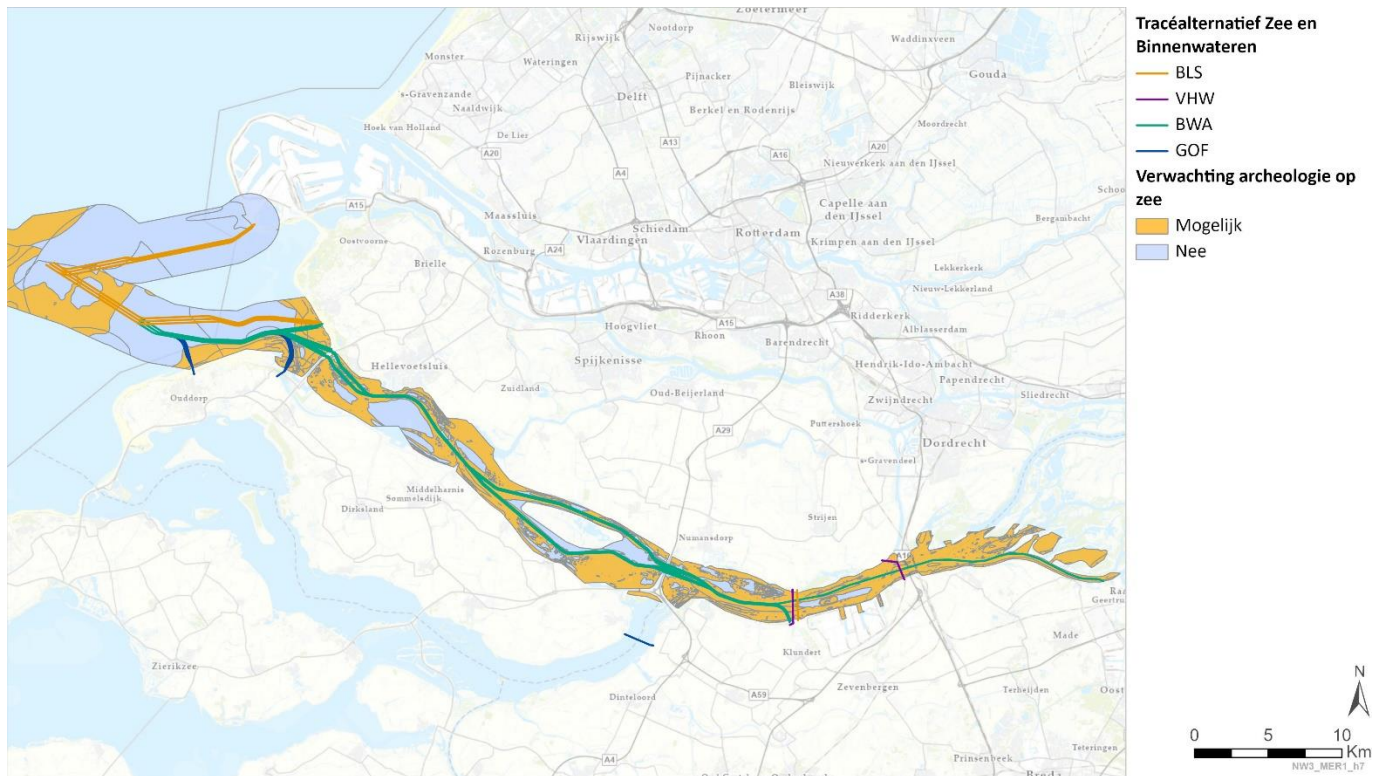 Zoetermeer
Rijswijk
Nootdorp
Waddinxveen
Monster
Wateringen
Pijnacker
Gouda
Bleiswijk
s-Gravenzande
Delft
Naaldwijk
Berkel en Rodenrijs
Moordrecht
Hoek van Holland
De Lier
A20
A13
A16
A20
Nieuwerkerk aan den IJssel
A4
Capelle aan
den IJssel
A15
Maassluis
Schiedam
Bergambacht
Vlaardingen
Rotterdam
Oostvoorne
Rozenburg
A24
Krimpen aan den IJssel
Brielle
Lekkerkerk
Nieuw-Lekkerland
A38
Ridderkerk
Hoogvliet
A15
Rhoon
Barendrecht
Alblasserdam
Hellevoetsluis
Spijkenisse
Hendrik-Ido-Ambacht
Papendrecht
Zuidland
Oud-Beijerland
Zwijndrecht
Sliedrecht
Ouddorp
A29
Puttershoek
Dordrecht
s-Gravendeel
Middelharnis
Sommelsdijk
Dirksland
Strijen
Numansdorp
Geertrui
Made
Klundert
Zierikzee
Zevenbergen
Dinteloord
A59
Terheijden
Teteringen
A4
Prinsenbeek
Tracéalternatief Zee en
Binnenwateren
BLS
VHW
BWA
GOF
Verwachting archeologie op
zee
Mogelijk
Nee
N
0 5 10
Km
NW3_MER1_h7